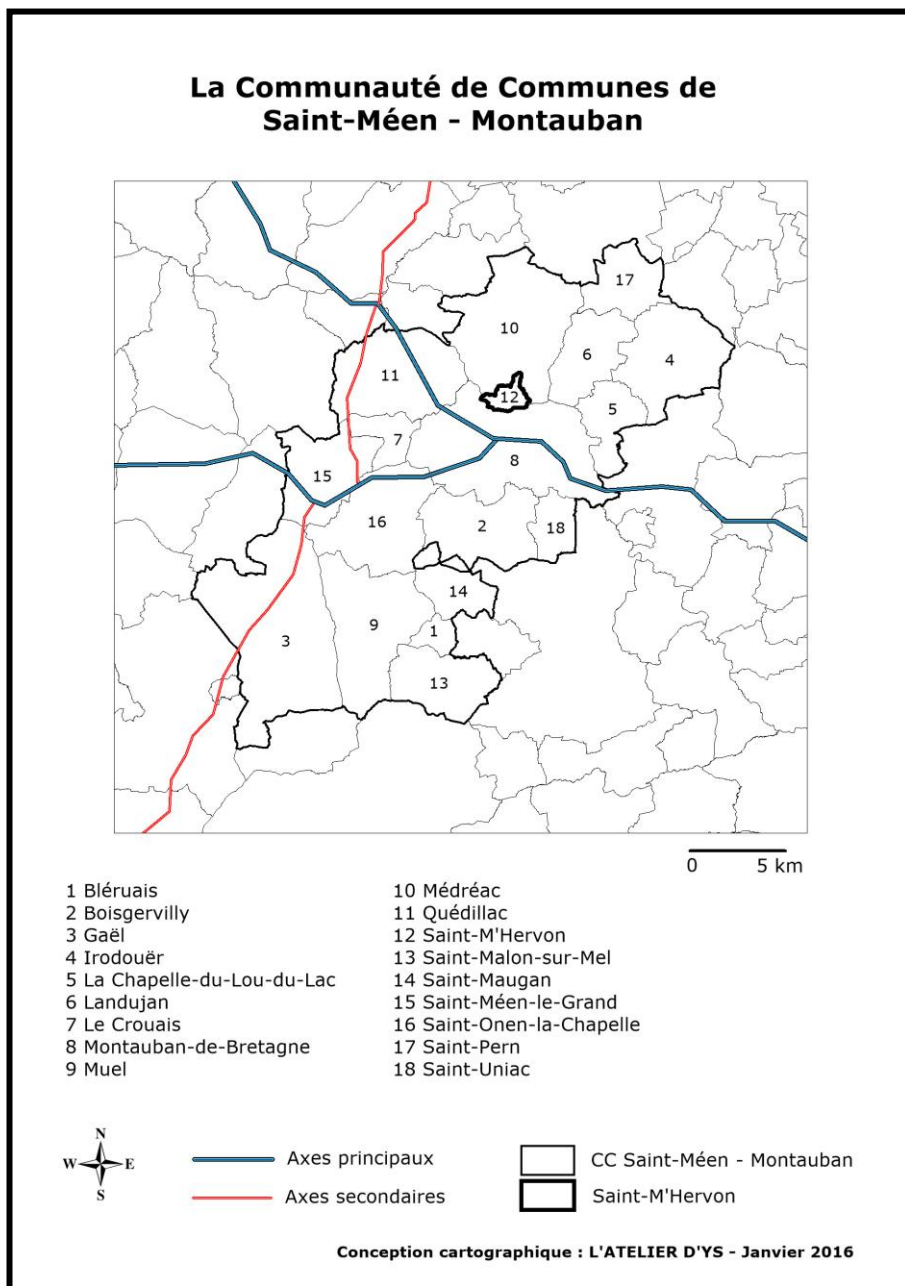 La Communauté de Communes de
Saint-Méen - Montauban
17
10
6
4
11
12
5
7
8
15
16
2
18
14
1
9
3
13
0 5 km
1 Bléruais
2 Boisgervilly
3 Gaël
4 Irodouër
5 La Chapelle-du-Lou-du-Lac
6 Landujan
7 Le Crouais
8 Montauban-de-Bretagne
9 Muel
10 Médréac
11 Quédillac
12 Saint-M'Hervon
13 Saint-Malon-sur-Mel
14 Saint-Maugan
15 Saint-Méen-le-Grand
16 Saint-Onen-la-Chapelle
17 Saint-Pern
18 Saint-Uniac
N
W E
S
Axes principaux
Axes secondaires
CC Saint-Méen - Montauban
Saint-M'Hervon
Conception cartographique : L'ATELIER D'YS - Janvier 2016